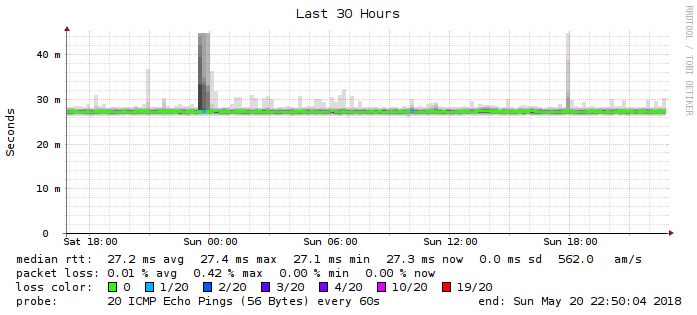 Last 30 Hours
RRDTOOL / TOBI OETIKER
Seconds
40 m
30 m
20 m
10 m
0
Sat 18:00 Sun 00:00 Sun 06:00 Sun 12:00 Sun 18:00
median rtt: 27.2 ms avg 27.4 ms max 27.1 ms min 27.3 ms now 0.0 ms sd 562.0 am/s
packet loss: 0.01 % avg 0.42 % max 0.00 % min 0.00 % now
loss color: 0 1/20 2/20 3/20 4/20 10/20 19/20
probe: 20 ICMP Echo Pings (56 Bytes) every 60s end: Sun May 20 22:50:04 2018